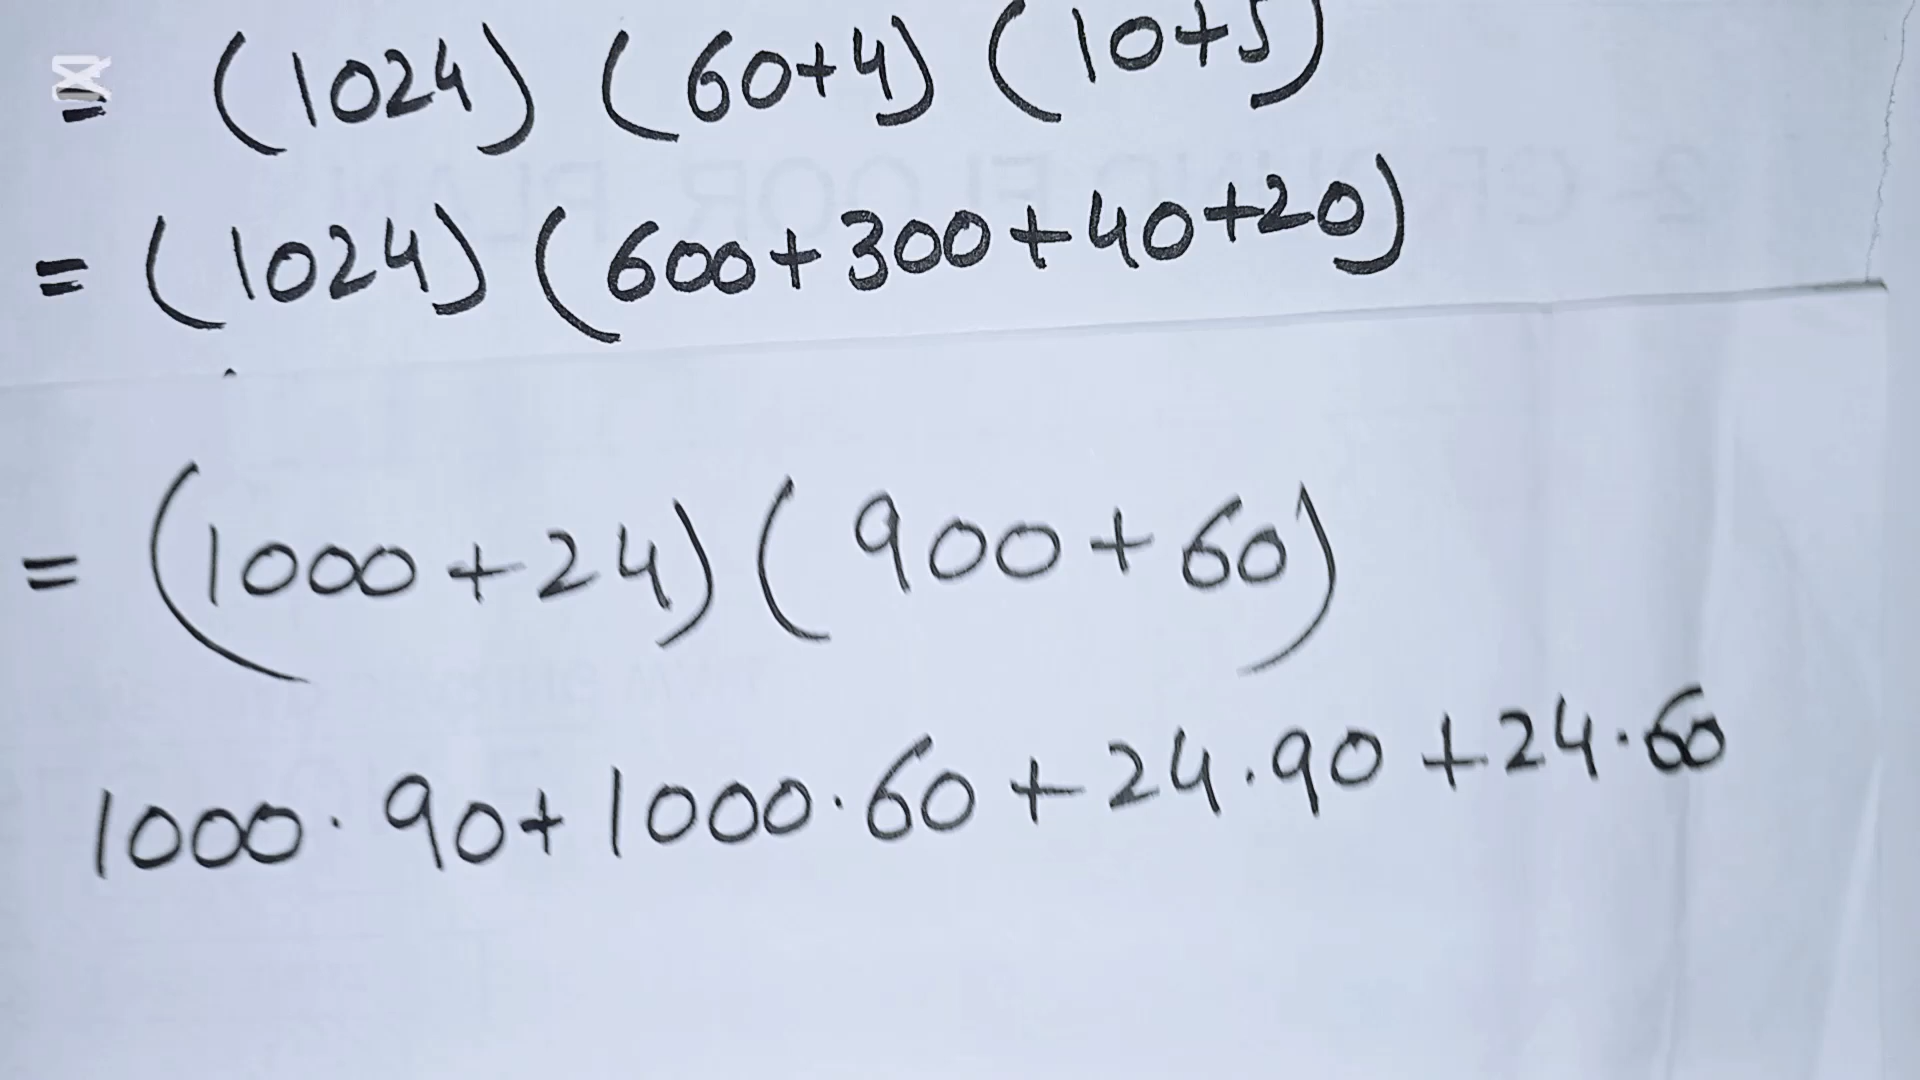 = (1024) (60+4) (10+5)
= (1024) (600+300+40+20)
= (1000+24) (900+60)
1000·90+1000·60+24·90+24·60